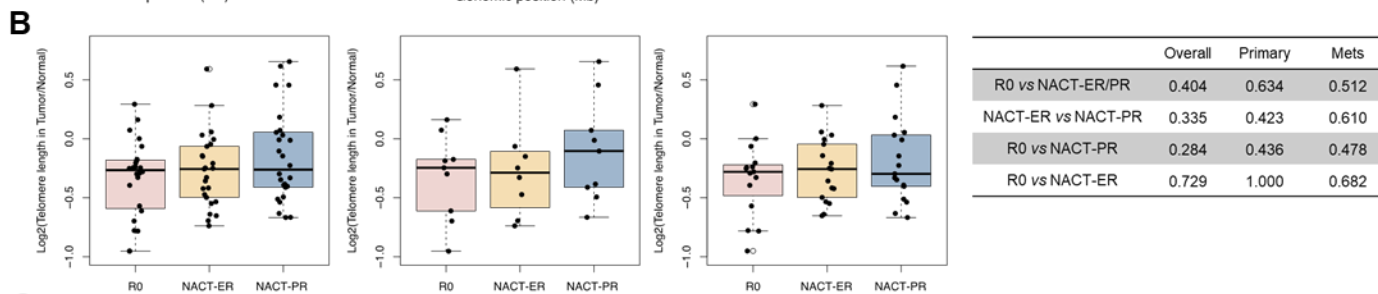 B
Log2(Telomere length in Tumor/Normal)
0.5
0.0
−0.5
−1.0
R0 NACT-ER NACT-PR
Log2(Telomere length in Tumor/Normal)
0.5
0.0
−0.5
−1.0
R0 NACT-ER NACT-PR
Log2(Telomere length in Tumor/Normal)
0.5
0.0
−0.5
−1.0
R0 NACT-ER NACT-PR
Overall Primary Mets
R0 vs NACT-ER/PR 0.404 0.634 0.512
NACT-ER vs NACT-PR 0.335 0.423 0.610
R0 vs NACT-PR 0.284 0.436 0.478
R0 vs NACT-ER 0.729 1.000 0.682